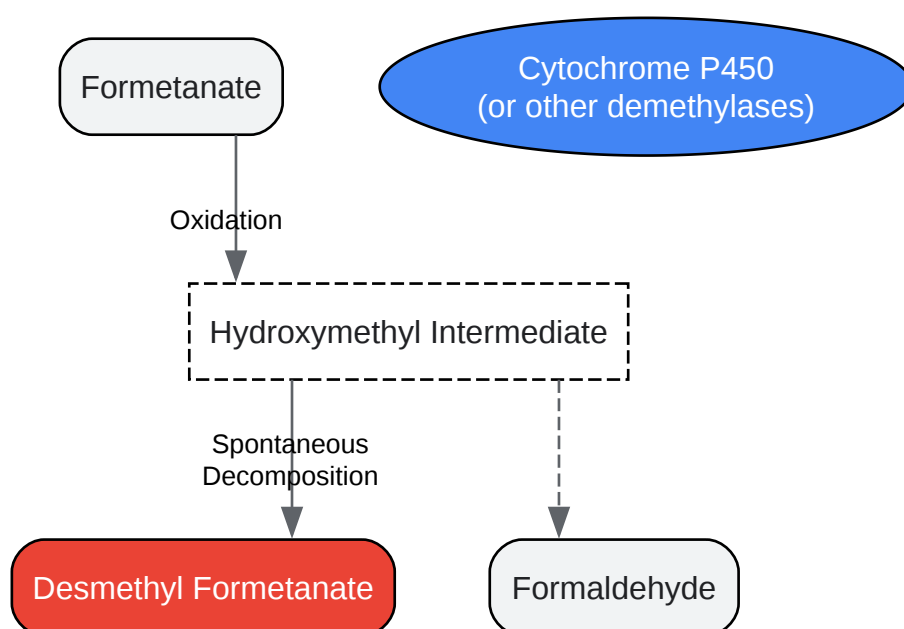 Formetanate
Cytochrome P450
(or other demethylases)
Oxidation
Hydroxymethyl Intermediate
Spontaneous
Decomposition
Desmethyl Formetanate
Formaldehyde